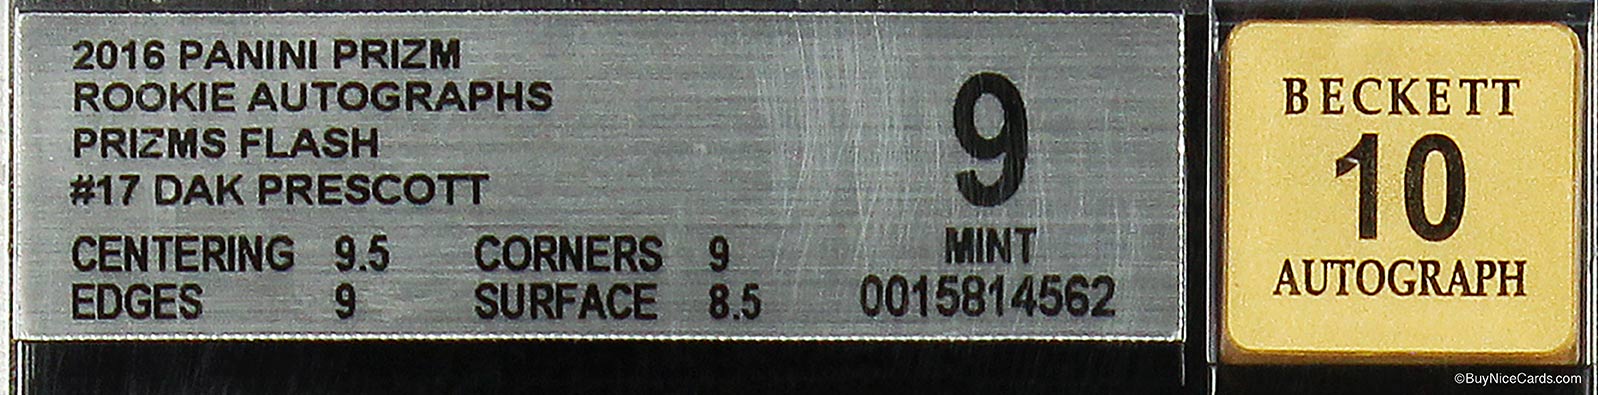 2016 PANINI PRIZM
ROOKIE AUTOGRAPHS
PRIZMS FLASH
#17 DAK PRESCOTT
CENTERING 9.5 CORNERS 9
EDGES 9 SURFACE 8.5
9
MINT
0015814562
BECKETT
10
AUTOGRAPH
©BuyNiceCards.com